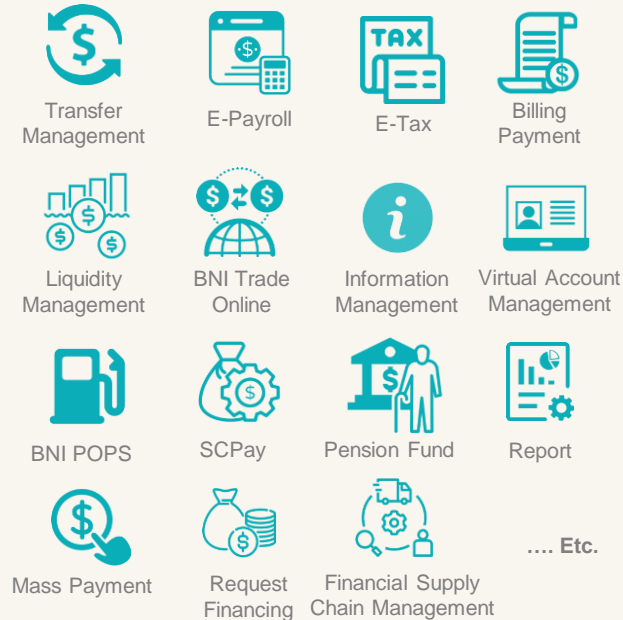 TAX
Transfer
Management
E-Payroll
E-Tax
Billing
Payment
Liquidity
Management
BNI Trade
Online
Information
Management
Virtual Account
Management
BNI POPS
SCPay
Pension Fund
Report
Mass Payment
Request
Financing
Financial Supply
Chain Management
.... Etc.